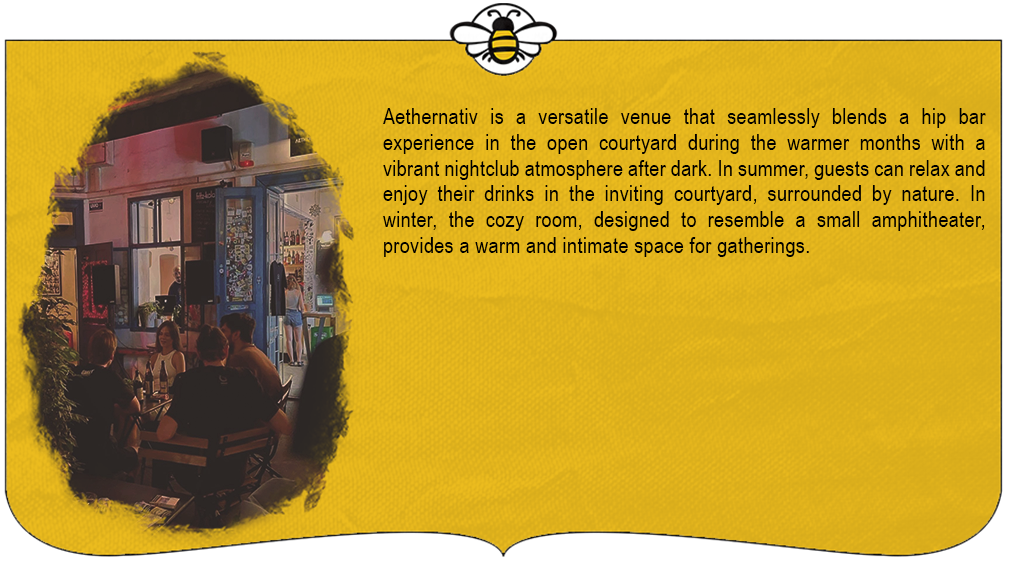 Aethernativ is a versatile venue that seamlessly blends a hip bar
experience in the open courtyard during the warmer months with a
vibrant nightclub atmosphere after dark. In summer, guests can relax and
enjoy their drinks in the inviting courtyard, surrounded by nature. In
winter, the cozy room, designed to resemble a small amphitheater,
provides a warm and intimate space for gatherings.